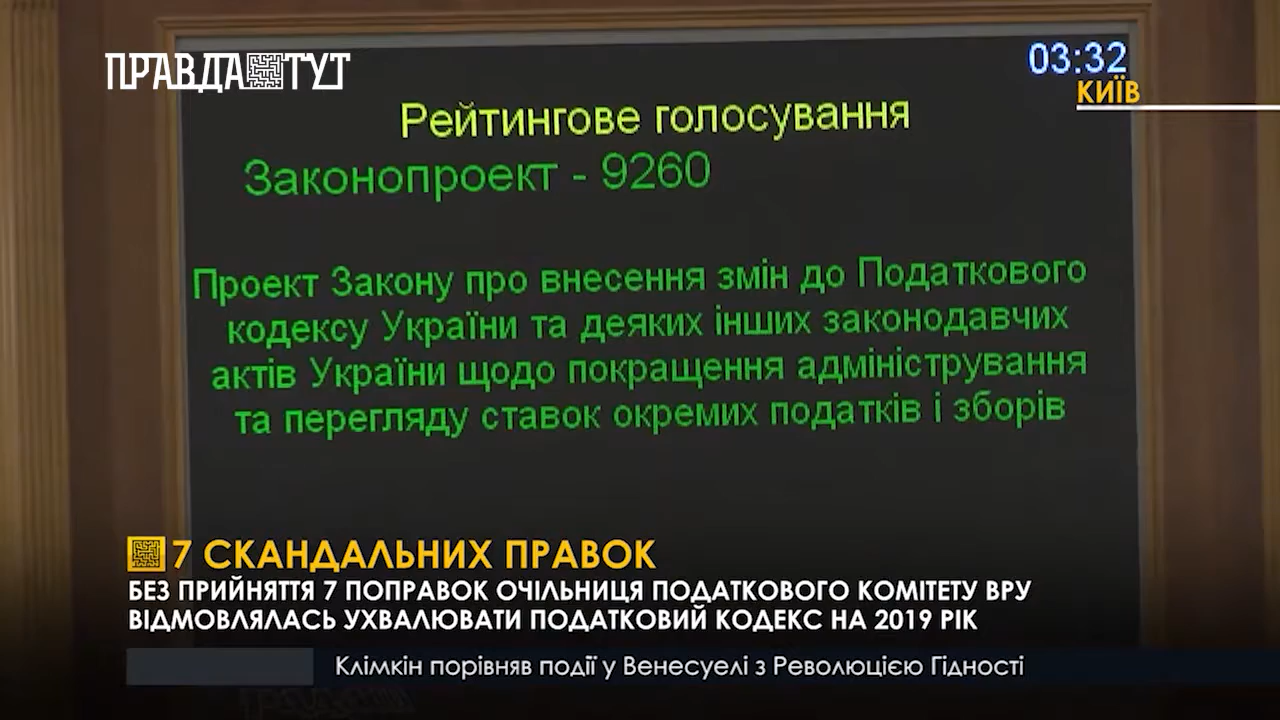 ПРАВДА ТУТ
03:32
КИЇВ
Рейтингове голосування
Законопроект - 9260
Проект Закону про внесення змін до Податкового
кодексу України та деяких інших законодавчих
актів України щодо покращення адміністрування
та перегляду ставок окремих податків і зборів
7 СКАНДАЛЬНИХ ПРАВОК
БЕЗ ПРИЙНЯТТЯ 7 ПОПРАВОК ОЧІЛЬНИЦЯ ПОДАТКОВОГО КОМІТЕТУ ВРУ
ВІДМОВЛЯЛАСЬ УХВАЛЮВАТИ ПОДАТКОВИЙ КОДЕКС НА 2019 РІК
Клімкін порівняв події у Венесуелі з Революцією Гідності